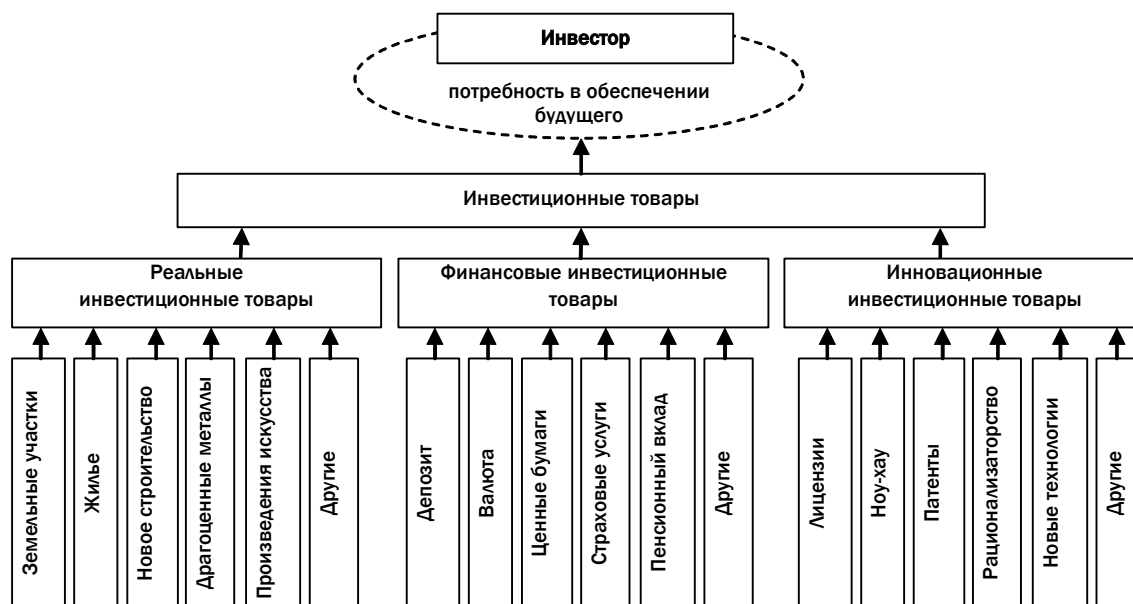 Инвестор
потребность в обеспечении
будущего
Инвестиционные товары
Реальные
инвестиционные товары
Финансовые инвестиционные
товары
Инновационные
инвестиционные товары
Земельные участки
Жилье
Новое строительство
Драгоценные металлы
Произведения искусства
Другие
Депозит
Валюта
Ценные бумаги
Страховые услуги
Пенсионный вклад
Другие
Лицензии
Ноу-хау
Патенты
Рационализаторство
Новые технологии
Другие